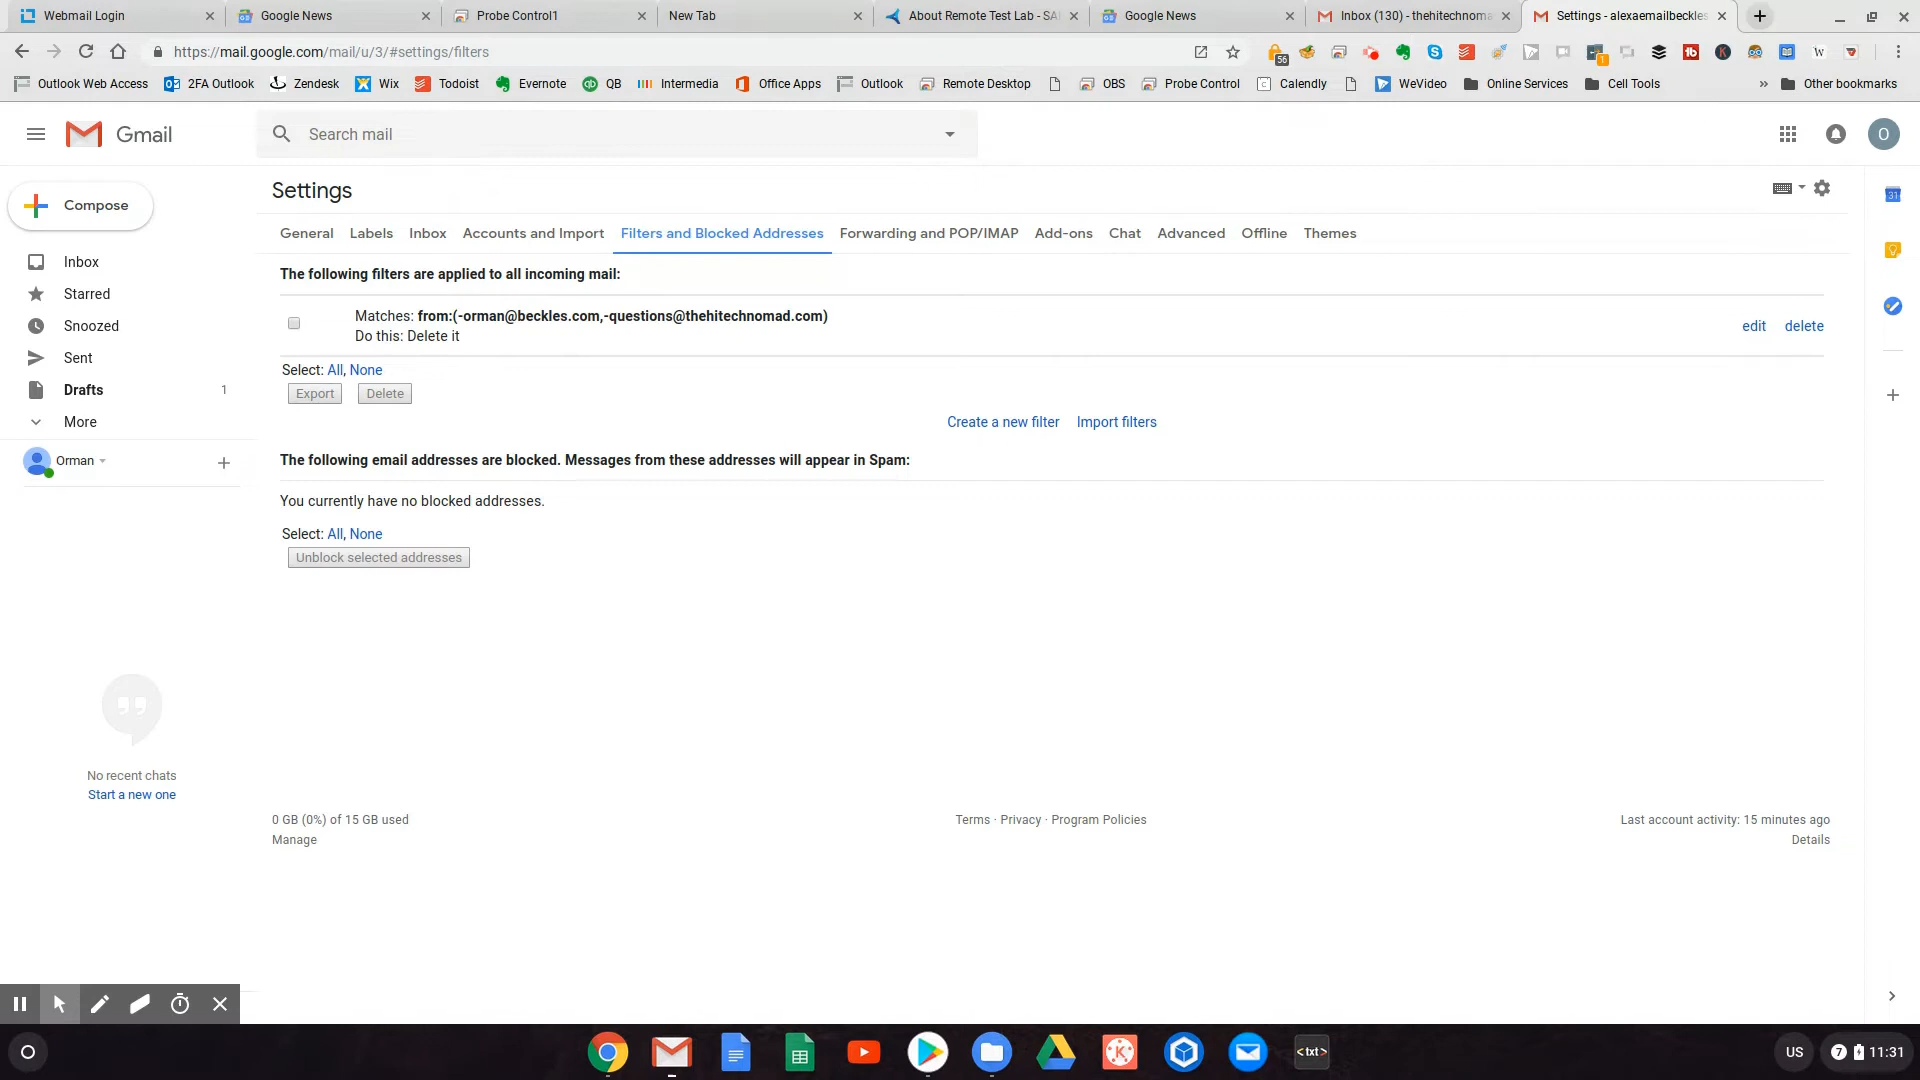 Webmail Login
Google News
Probe Control1
New Tab
About Remote Test Lab - SA
Google News
Inbox (130) - thehitechnoma
Settings - alexaemailbeckles
https://mail.google.com/mail/u/3/#settings/filters
56
1
Outlook Web Access
2FA Outlook
Zendesk
Wix
Todoist
Evernote
QB
Intermedia
Office Apps
Outlook
Remote Desktop
OBS
Probe Control
Calendly
WeVideo
Online Services
Cell Tools
»
Other bookmarks
Gmail
Search mail
O
Settings
Compose
General
Labels
Inbox
Accounts and Import
Filters and Blocked Addresses
Forwarding and POP/IMAP
Add-ons
Chat
Advanced
Offline
Themes
31
The following filters are applied to all incoming mail:
Inbox
Starred
Snoozed
Sent
Drafts 1
More
Orman
Matches: from:(-orman@beckles.com,-questions@thehitechnomad.com)
Do this: Delete it
edit delete
Select: All, None
Export Delete
Create a new filter Import filters
The following email addresses are blocked. Messages from these addresses will appear in Spam:
You currently have no blocked addresses.
Select: All, None
Unblock selected addresses
No recent chats
Start a new one
0 GB (0%) of 15 GB used
Manage
Terms · Privacy · Program Policies
Last account activity: 15 minutes ago
Details
K
<txt>
US
7
11:31